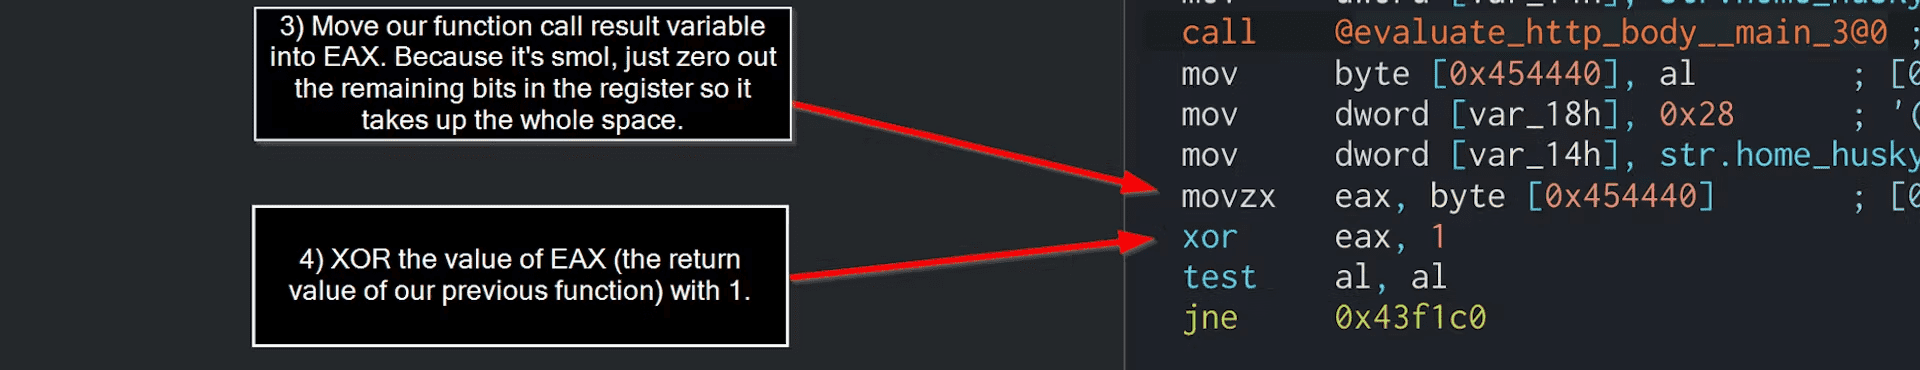 3) Move our function call result variable
into EAX. Because it's smol, just zero out
the remaining bits in the register so it
takes up the whole space.
4) XOR the value of EAX (the return
value of our previous function) with 1.
call @evaluate_http_body__main_3@0 ;
mov byte [0x454440], al ; [0
mov dword [var_18h], 0x28 ; '(
mov dword [var_14h], str.home_husky
movzx eax, byte [0x454440] ; [0
xor eax, 1
test al, al
jne 0x43f1c0